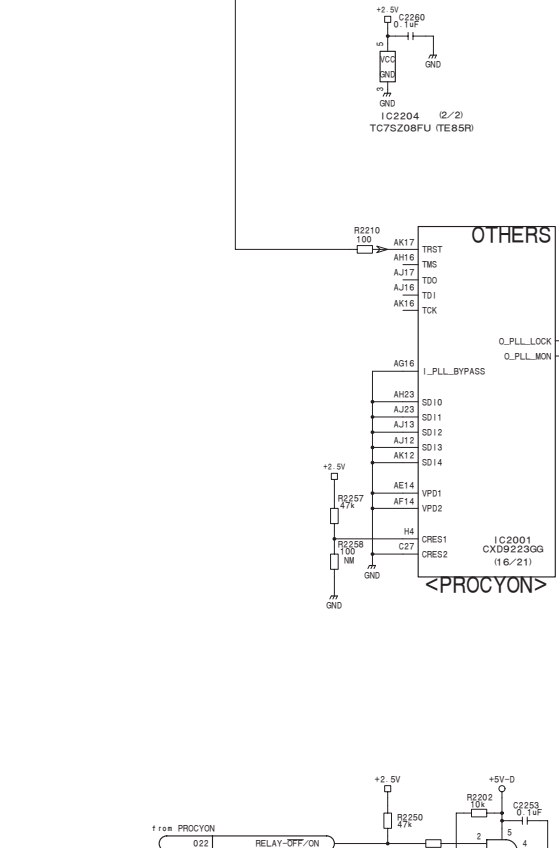 +2.5V
C2260
0.1uF
5
VCC
GND
GND
3
GND
IC2204 (2/2)
TC7SZ08FU (TE85R)
R2210
100
OTHERS
AK17
TRST
AH16
TMS
AJ17
TDO
AJ16
TDI
AK16
TCK
O_PLL_LOCK
O_PLL_MON
AG16
I_PLL_BYPASS
AH23
SDI0
AJ23
SDI1
AJ13
SDI2
AJ12
SDI3
AK12
SDI4
+2.5V
R2257
47k
AE14
VPD1
AF14
VPD2
H4
CRES1
R2258
100
NM
C27
CRES2
IC2001
CXD9223GG
(16/21)
GND
<PROCYON>
GND
+2.5V
+5V-D
R2202
10k
C2253
0.1uF
R2250
47k
from PROCYON
022
RELAY-OFF/ON
2
5
4